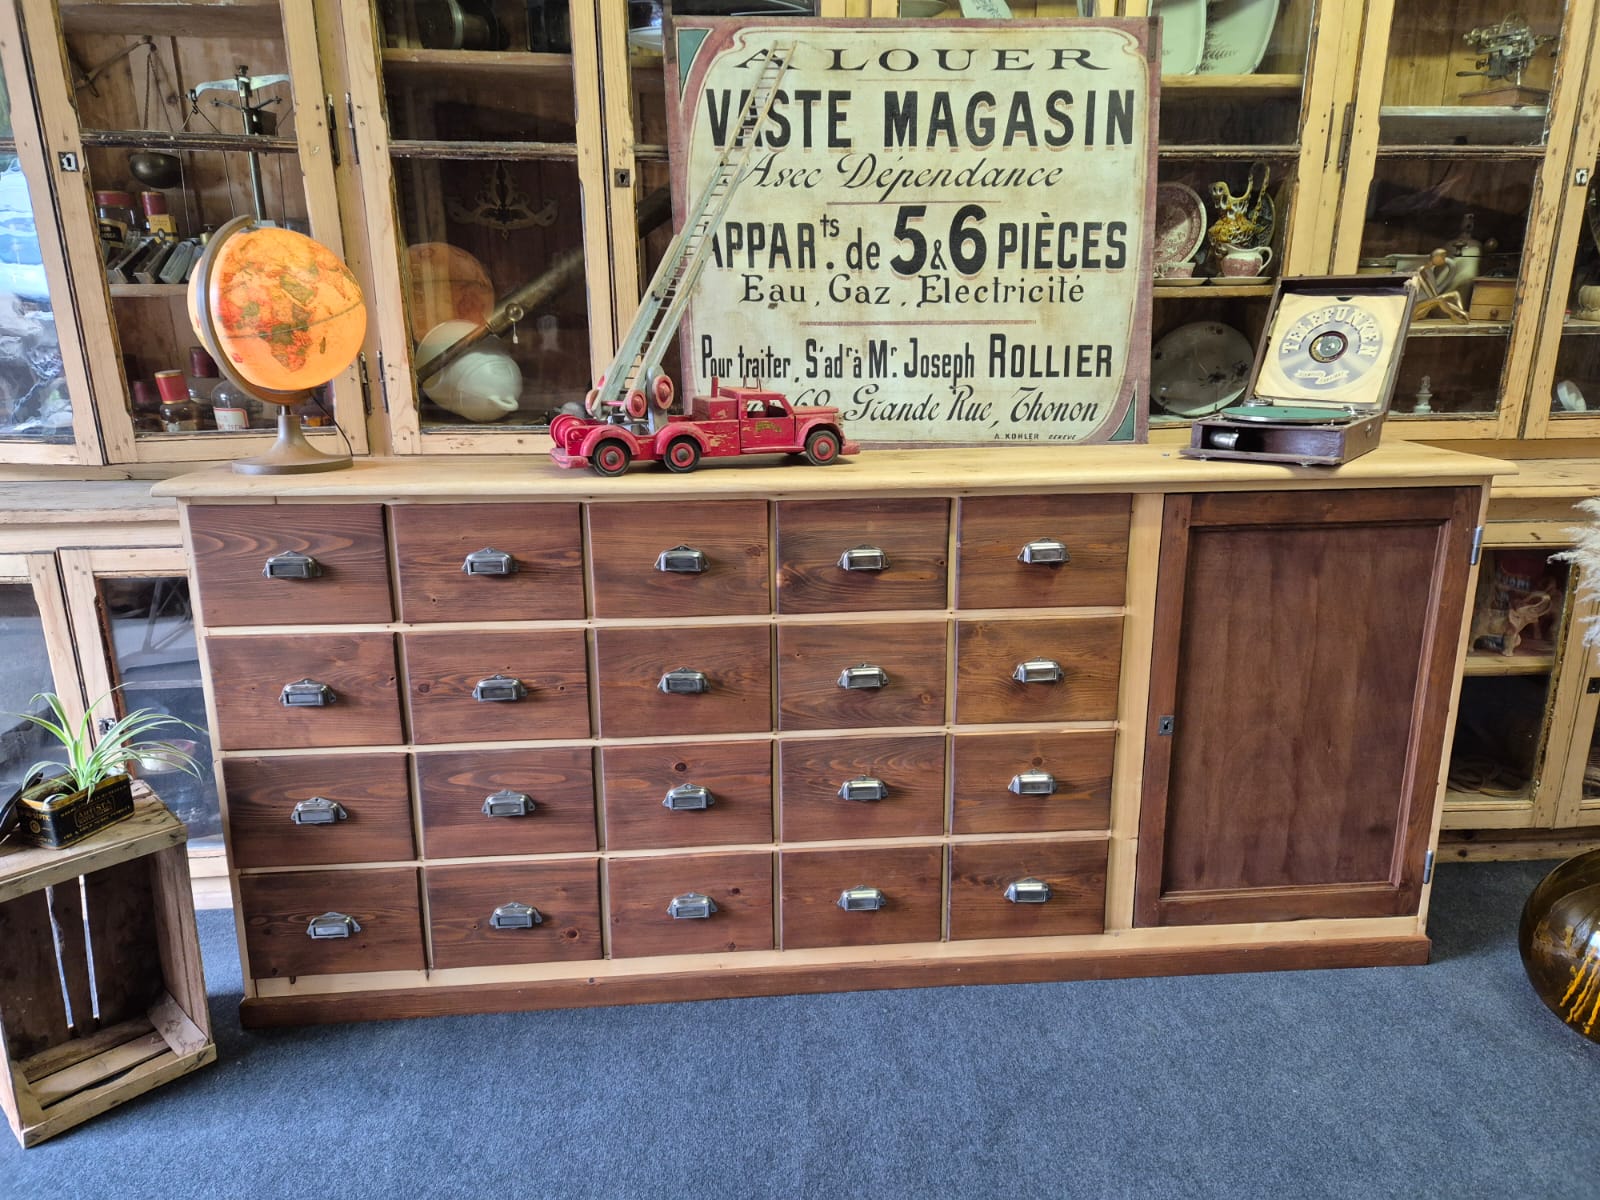 A LOUER
VASTE MAGASIN
Avec Dépendance
APPARts. de 5 & 6 PIÈCES
Eau, Gaz, Electricité
Pour traiter, S'adr à Mr. Joseph ROLLIER
68 Grande Rue, Thonon
A. KOHLER GENEVE
TELEFUNKEN